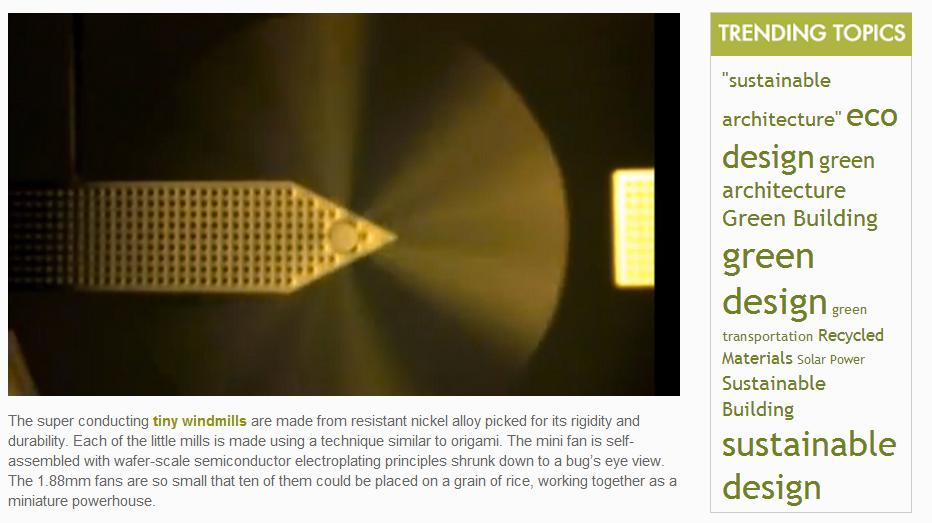 The super conducting tiny windmills are made from resistant nickel alloy picked for its rigidity and
durability. Each of the little mills is made using a technique similar to origami. The mini fan is self-
assembled with wafer-scale semiconductor electroplating principles shrunk down to a bug's eye view.
The 1.88mm fans are so small that ten of them could be placed on a grain of rice, working together as a
miniature powerhouse.
TRENDING TOPICS
"sustainable
architecture" eco
design green
architecture
Green Building
green
design green
transportation Recycled
Materials Solar Power
Sustainable
Building
sustainable
design